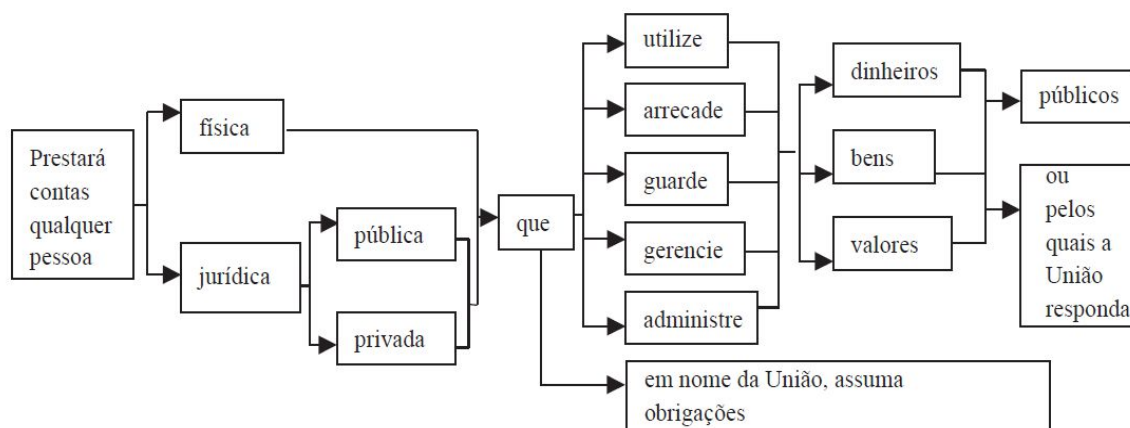 Prestará
contas
qualquer
pessoa
física
jurídica
pública
privada
que
utilize
arrecade
guarde
gerencie
administre
em nome da União, assuma
obrigações
dinheiros
bens
valores
públicos
ou
pelos
quais a
União
responda